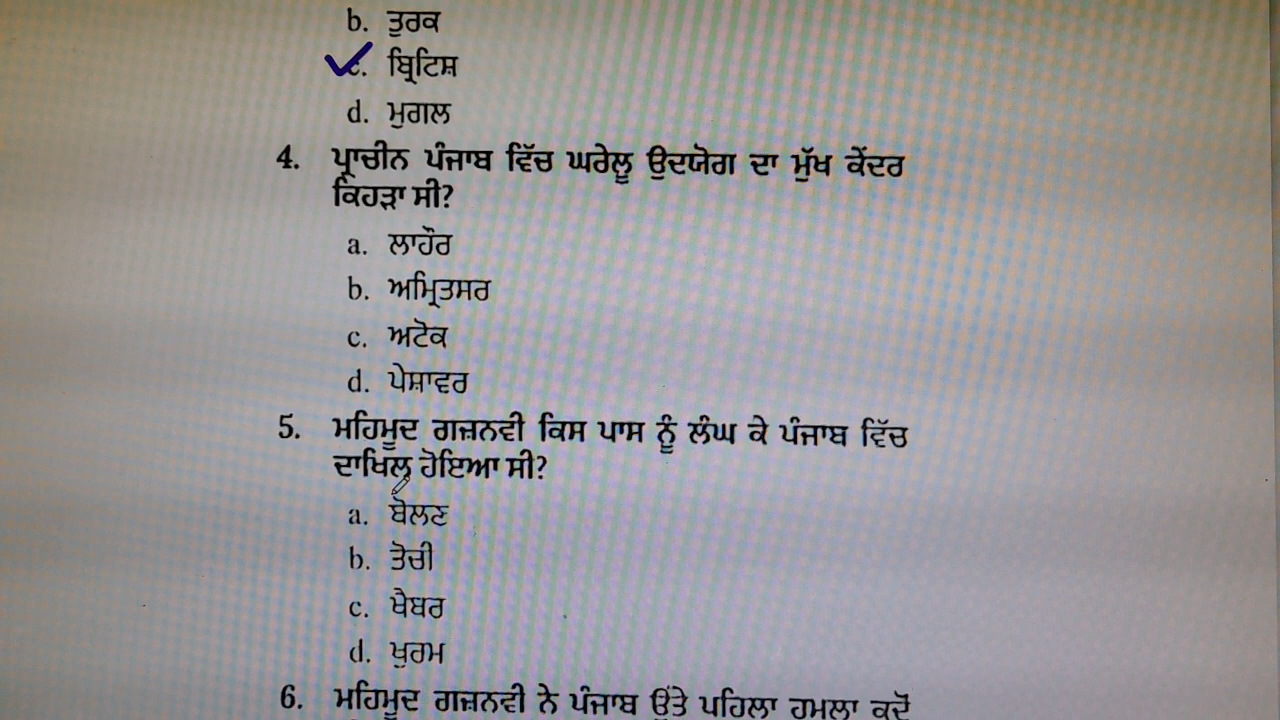 b. ਤੁਰਕ
c. ਬ੍ਰਿਟਿਸ਼
d. ਮੁਗਲ
4. ਪ੍ਰਾਚੀਨ ਪੰਜਾਬ ਵਿੱਚ ਘਰੇਲੂ ਉਦਯੋਗ ਦਾ ਮੁੱਖ ਕੇਂਦਰ
ਕਿਹੜਾ ਸੀ?
a. ਲਾਹੌਰ
b. ਅਮ੍ਰਿਤਸਰ
c. ਅਟੋਕ
d. ਪੇਸ਼ਾਵਰ
5. ਮਹਿਮੂਦ ਗਜ਼ਨਵੀ ਕਿਸ ਪਾਸ ਨੂੰ ਲੰਘ ਕੇ ਪੰਜਾਬ ਵਿੱਚ
ਦਾਖਿਲ ਹੋਇਆ ਸੀ?
a. ਬੋਲਣ
b. ਤੋਚੀ
c. ਖੈਬਰ
d. ਖੁਰਮ
6. ਮਹਿਮੂਦ ਗਜ਼ਨਵੀ ਨੇ ਪੰਜਾਬ ਉੱਤੇ ਪਹਿਲਾ ਹਮਲਾ ਕਦੋਂ